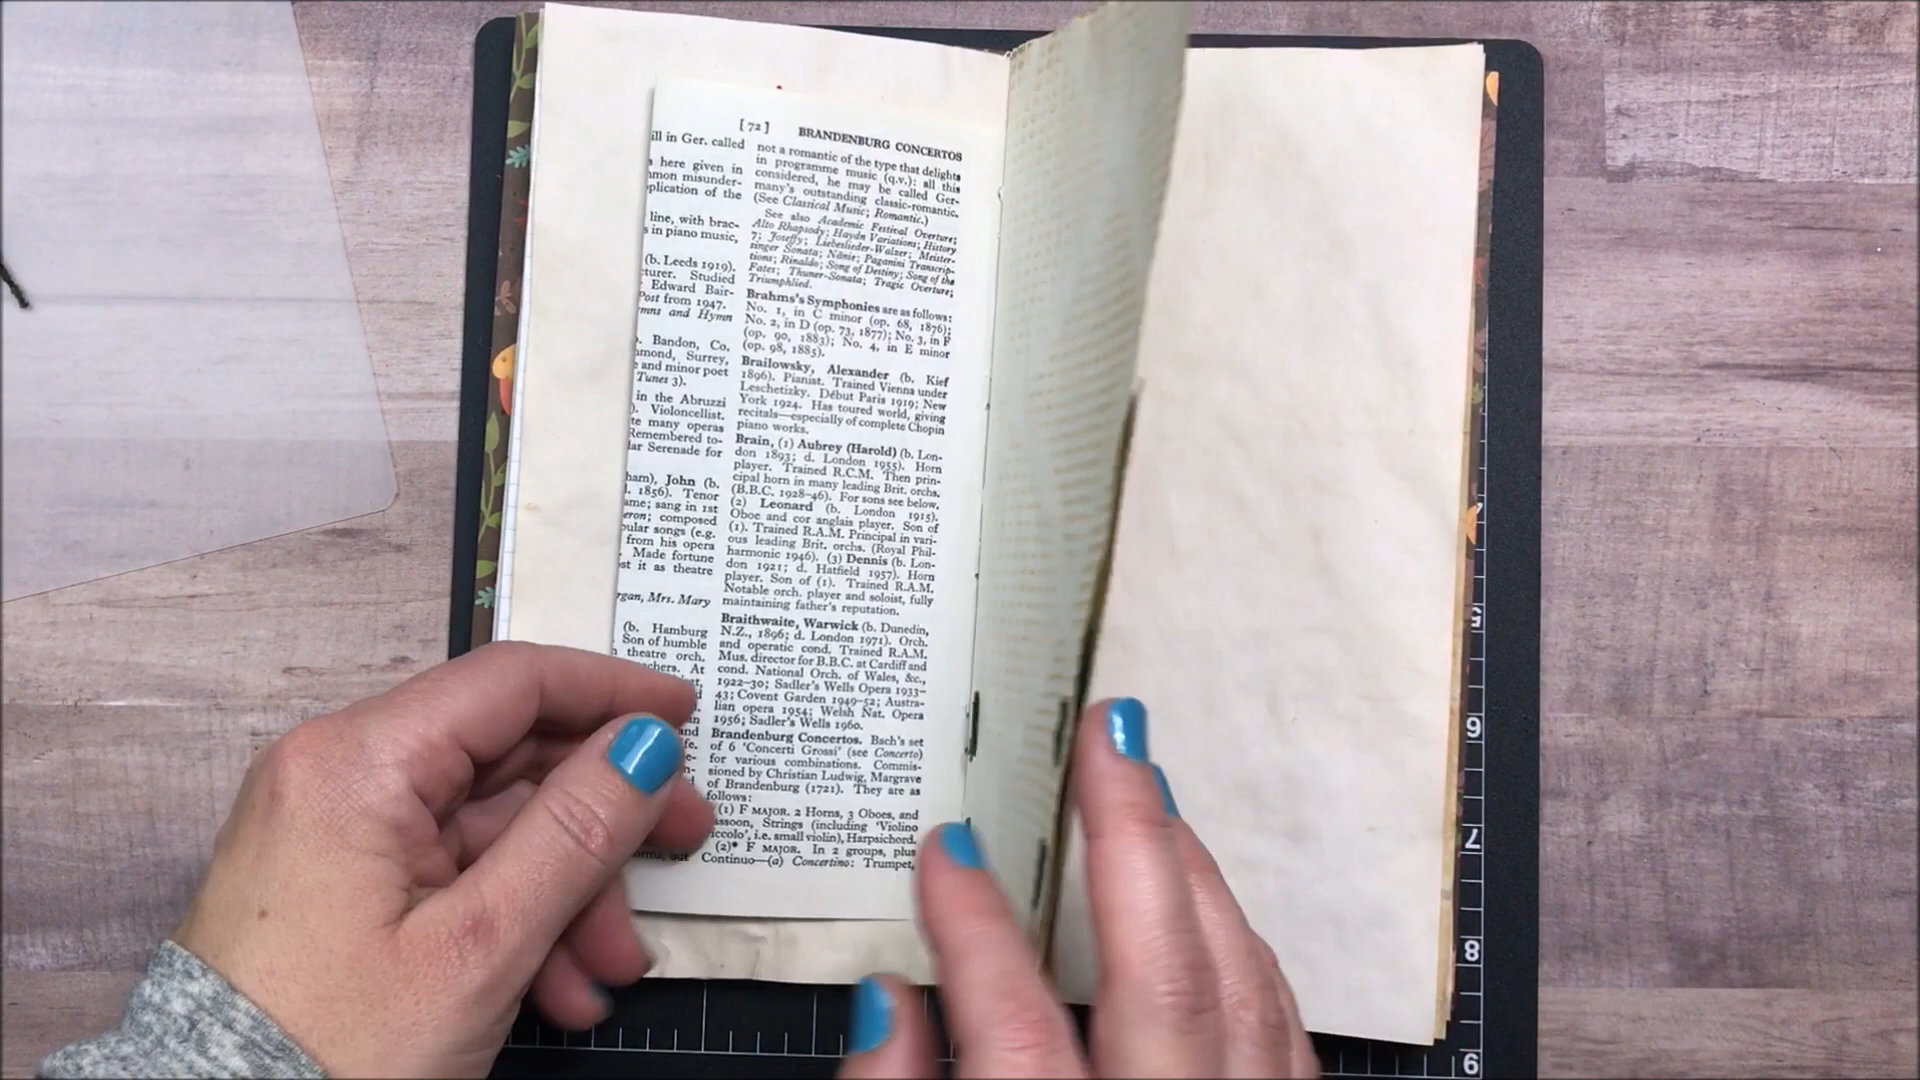 [ 72 ] BRANDENBURG CONCERTOS
ill in Ger. called
here given in
mmon misunder-
plication of the
line, with brac-
s in piano music,
(b. Leeds 1919).
Studied
Edward Bair-
Post from 1947.
and Hymn
Bandon, Co.
Surrey,
and minor poet
Tunes 3).
in the Abruzzi
). Violoncellist.
te many operas
Remembered to-
lar Serenade for
John (b.
1856). Tenor
ame; sang in 1st
composed
pular songs (e.g.
from his opera
Made fortune
st it as theatre
Mrs. Mary
(b. Hamburg
Son of humble
theatre orch.
At
and
not a romantic of the type that delights
in programme music (q.v.): all this
considered, he may be called Ger-
many's outstanding classic-romantic.
(See Classical Music; Romantic.)
See also Academic Festival Overture;
Alto Rhapsody; Haydn Variations; History
7; Joseffy; Liebeslieder-Walzer; Meister-
singer Sonata; Nänie; Paganini Transcrip-
tions; Rinaldo; Song of Destiny; Song of the
Fates; Thuner-Sonata; Tragic Overture;
Triumphlied.
Brahms's Symphonies are as follows:
No. 1, in C minor (op. 68, 1876);
No. 2, in D (op. 73, 1877); No. 3, in F
(op. 90, 1883); No. 4, in E minor
(op. 98, 1885).
Brailowsky, Alexander (b. Kief
1896). Pianist. Trained Vienna under
Leschetizky. Début Paris 1919; New
York 1924. Has toured world, giving
recitals—especially of complete Chopin
piano works.
Brain, (1) Aubrey (Harold) (b. Lon-
don 1893; d. London 1955). Horn
player. Trained R.C.M. Then prin-
cipal horn in many leading Brit. orchs.
(B.B.C. 1928–46). For sons see below.
(2) Leonard (b. London 1915).
Oboe and cor anglais player. Son of
(1). Trained R.A.M. Principal in vari-
ous leading Brit. orchs. (Royal Phil-
harmonic 1946). (3) Dennis (b. Lon-
don 1921; d. Hatfield 1957). Horn
player. Son of (1). Trained R.A.M.
Notable orch. player and soloist, fully
maintaining father's reputation.
Braithwaite, Warwick (b. Dunedin,
N.Z., 1896; d. London 1971). Orch.
and operatic cond. Trained R.A.M.
Mus. director for B.B.C. at Cardiff and
cond. National Orch. of Wales, &c.,
1922–30; Sadler's Wells Opera 1933–
43; Covent Garden 1949–52; Austra-
lian opera 1954; Welsh Nat. Opera
1956; Sadler's Wells 1960.
Brandenburg Concertos. Bach's set
of 6 'Concerti Grossi' (see Concerto)
for various combinations. Commis-
sioned by Christian Ludwig, Margrave
of Brandenburg (1721). They are as
follows:
(1) F MAJOR. 2 Horns, 3 Oboes, and
assoon, Strings (including 'Violino
iccolo', i.e. small violin), Harpsichord.
(2)* F MAJOR. In 2 groups, plus
Continuo—(a) Concertino: Trumpet,
6
7
8
9